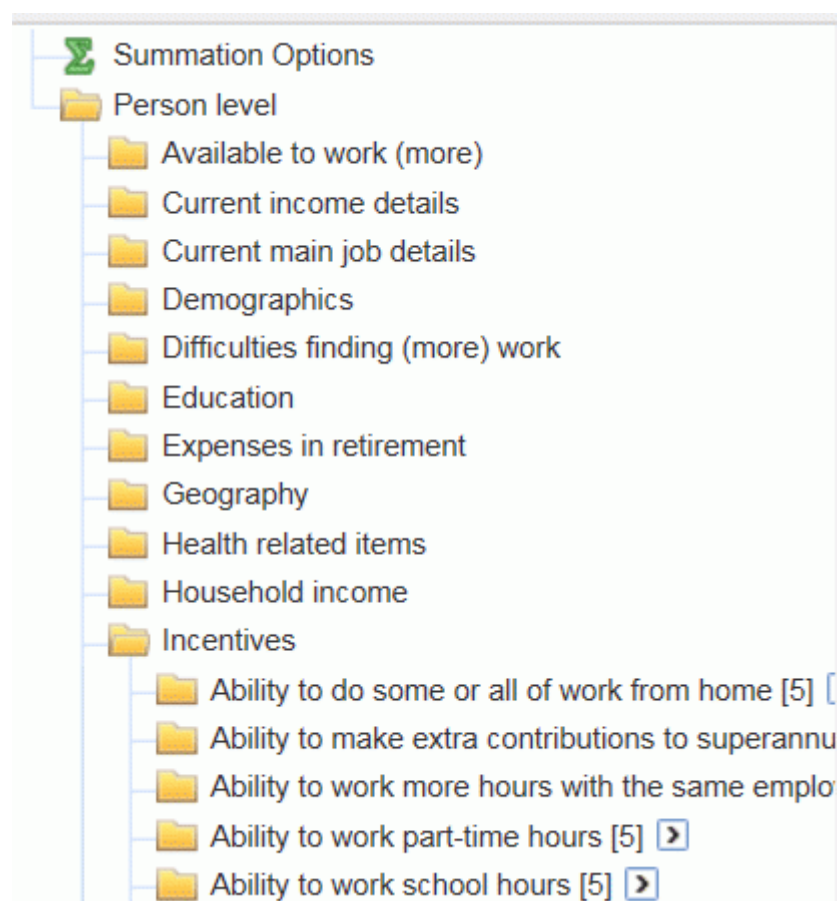 Summation Options
Person level
Available to work (more)
Current income details
Current main job details
Demographics
Difficulties finding (more) work
Education
Expenses in retirement
Geography
Health related items
Household income
Incentives
Ability to do some or all of work from home [5]
Ability to make extra contributions to superannu
Ability to work more hours with the same emplo
Ability to work part-time hours [5]
Ability to work school hours [5]